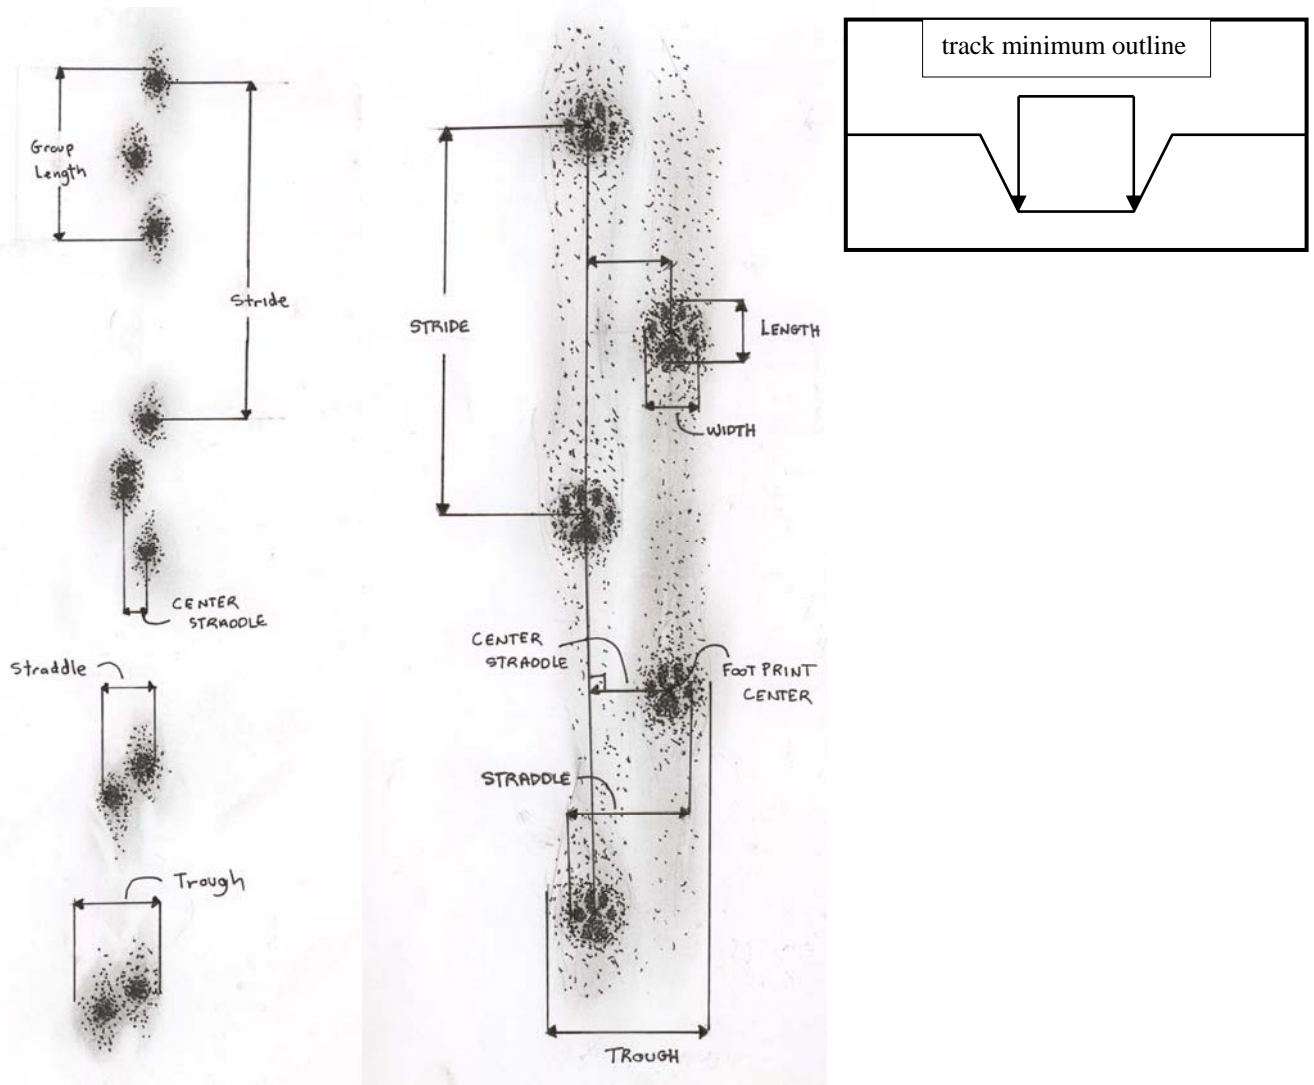 Group
Length
Stride
CENTER
STRADDLE
Straddle
Trough
STRIDE
LENGTH
WIDTH
CENTER
STRADDLE
FOOT PRINT
CENTER
STRADDLE
TROUGH
track minimum outline